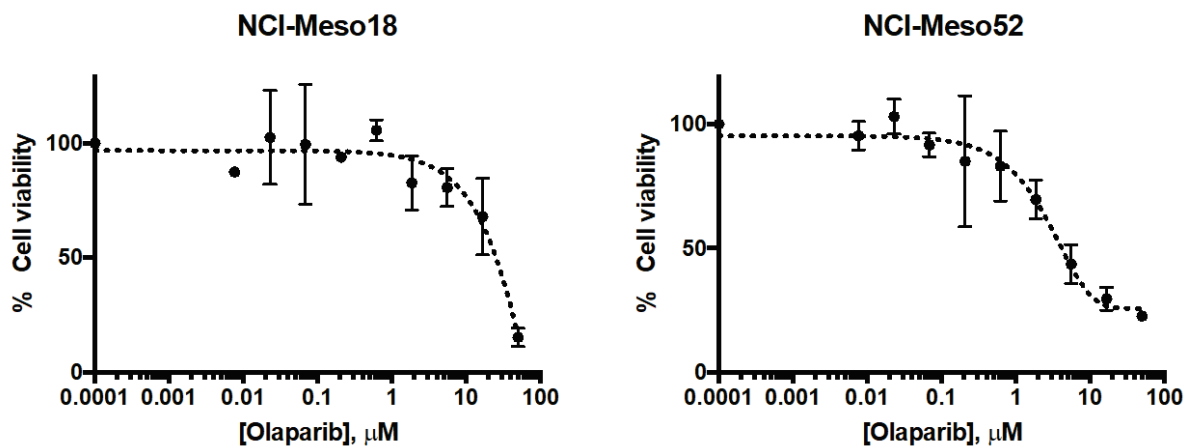 NCI-Meso18
% Cell viability
100
50
0
0.0001 0.001 0.01 0.1 1 10 100
[Olaparib], μM
NCI-Meso52
% Cell viability
100
50
0
0.0001 0.001 0.01 0.1 1 10 100
[Olaparib], μM